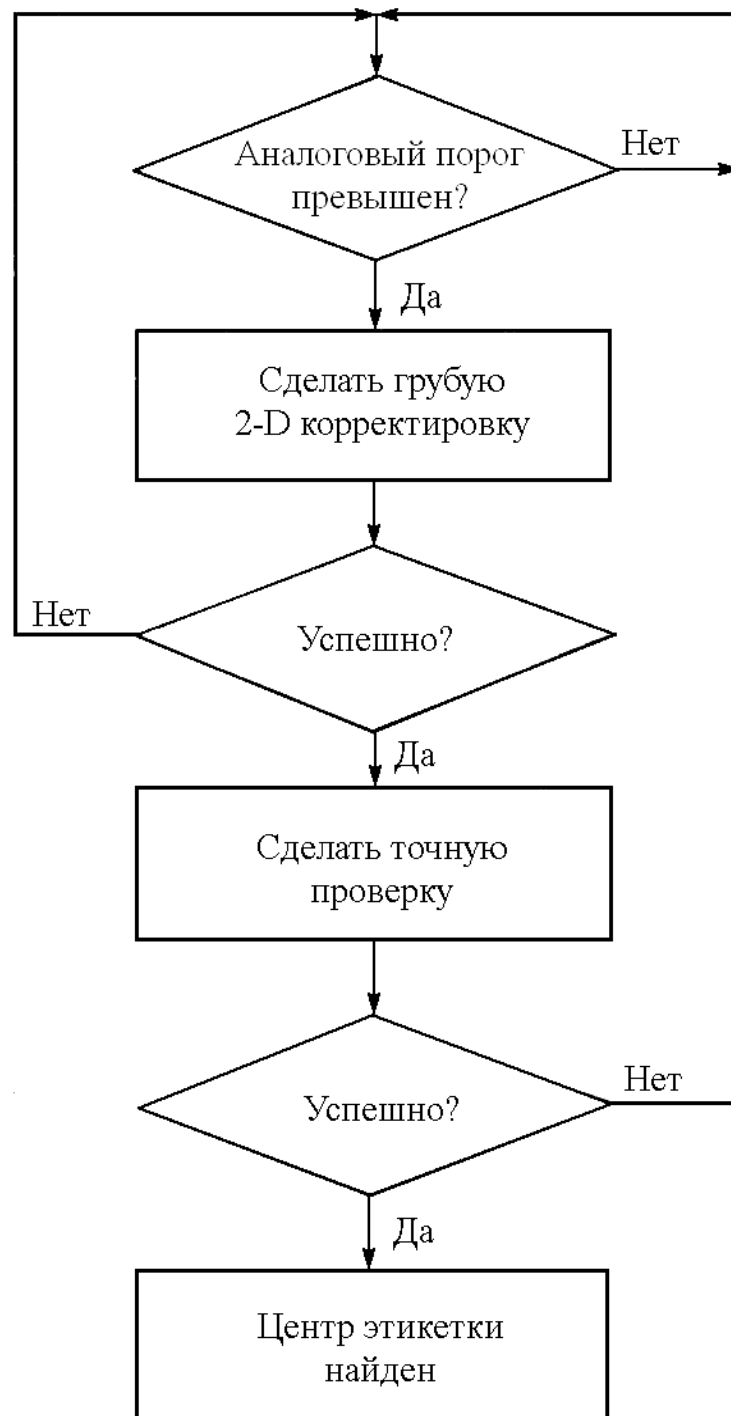 Аналоговый порог
превышен?
Нет
Да
Сделать грубую
2-D корректировку
Нет
Успешно?
Да
Сделать точную
проверку
Успешно?
Нет
Да
Центр этикетки
найден